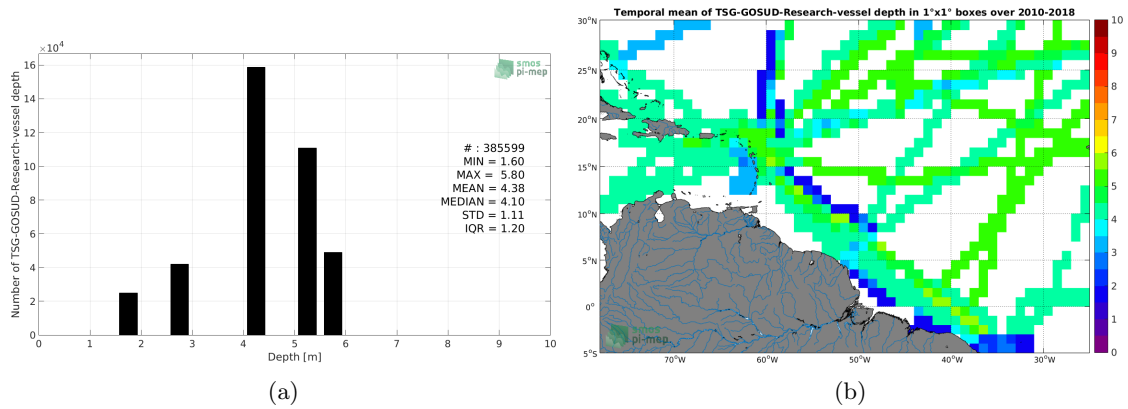 ×10⁴
16
14
12
10
8
6
4
2
0
Number of TSG-GOSUD-Research-vessel depth
smos
pi-mep
# : 385599
MIN = 1.60
MAX = 5.80
MEAN = 4.38
MEDIAN = 4.10
STD = 1.11
IQR = 1.20
0 1 2 3 4 5 6 7 8 9 10
Depth [m]
(a)
Temporal mean of TSG-GOSUD-Research-vessel depth in 1°x1° boxes over 2010-2018
30°N
25°N
20°N
15°N
10°N
5°N
0°
5°S
smos
pi-mep
70°W 60°W 50°W 40°W 30°W
10
9
8
7
6
5
4
3
2
1
0
(b)